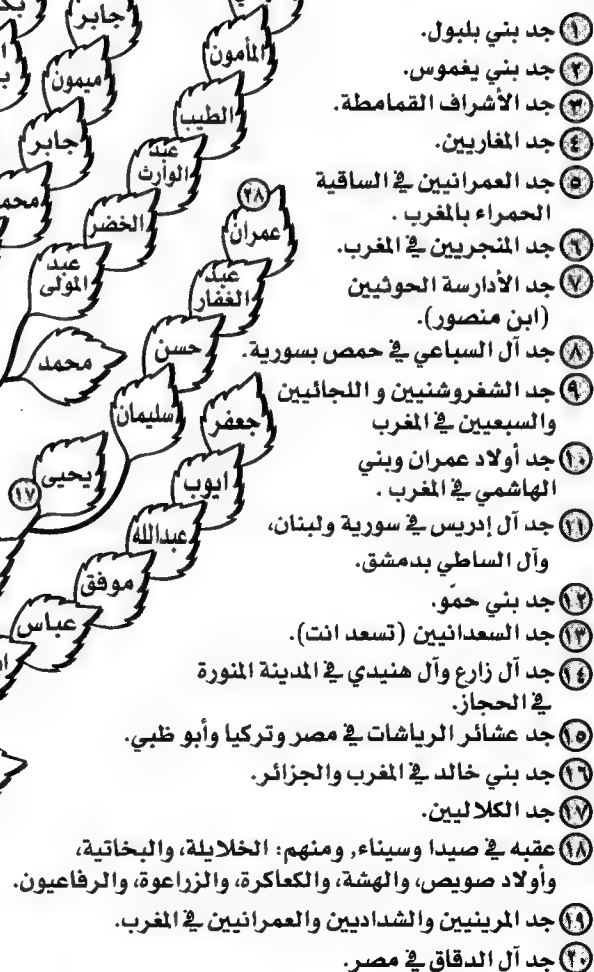 ١ جد بني بلبول.
٢ جد بني يغموس.
٣ جد الأشراف القمامطة.
٤ جد المغاريين.
٥ جد العمرانيين في الساقية
الحمراء بالمغرب .
٦ جد المنجريين في المغرب.
٧ جد الأدارسة الحوثيين
(ابن منصور).
٨ جد آل السباعي في حمص بسورية.
٩ جد الشفروشنيين و اللجائيين
والسبعيين في المغرب
١٠ جد أولاد عمران وبني
الهاشمي في المغرب .
١١ جد آل إدريس في سورية ولبنان،
وآل الساطي بدمشق.
١٢ جد بني حمّو.
١٣ جد السعدانيين (تسعد انت).
١٤ جد آل زارع وآل هنيدي في المدينة المنورة
في الحجاز.
١٥ جد عشائر الرياشات في مصر وتركيا وأبو ظبي.
١٦ جد بني خالد في المغرب والجزائر.
١٧ جد الكلاليين.
١٨ عقبه في صيدا وسيناء, ومنهم: الخلايلة، والبخاتية،
وأولاد صويص، والهشة، والكعاكرة، والزراعوة، والرفاعيون.
١٩ جد المرينيين والشداديين والعمرانيين في المغرب.
٢٠ جد آل الدقاق في مصر.
جابر
المأمون
ميمون
الطيب
جابر
عبد
الوارث
٢٨
عمران
الخضر
عبد
المولى
عبد
الغفار
محمد
حسن
سليمان
جعفر
يحيى
١٧
ايوب
عبدالله
موفق
عباس